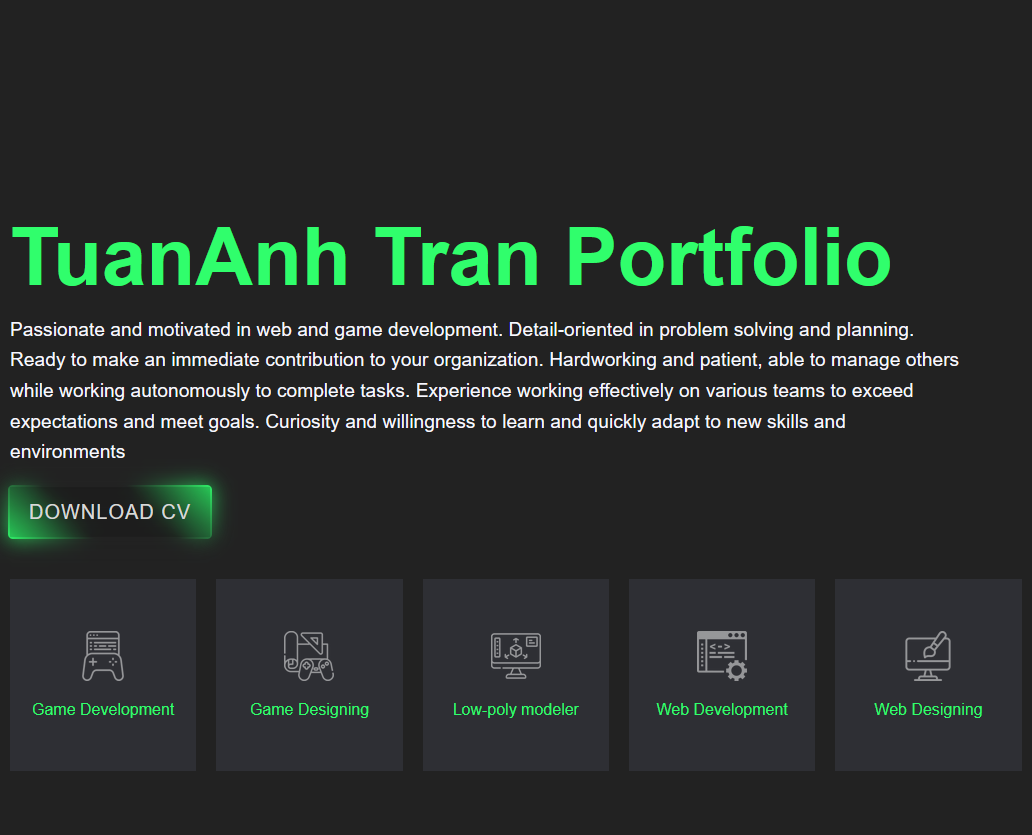 TuanAnh Tran Portfolio
Passionate and motivated in web and game development. Detail-oriented in problem solving and planning.
Ready to make an immediate contribution to your organization. Hardworking and patient, able to manage others
while working autonomously to complete tasks. Experience working effectively on various teams to exceed
expectations and meet goals. Curiosity and willingness to learn and quickly adapt to new skills and
environments
DOWNLOAD CV
Game Development
Game Designing
Low-poly modeler
Web Development
Web Designing